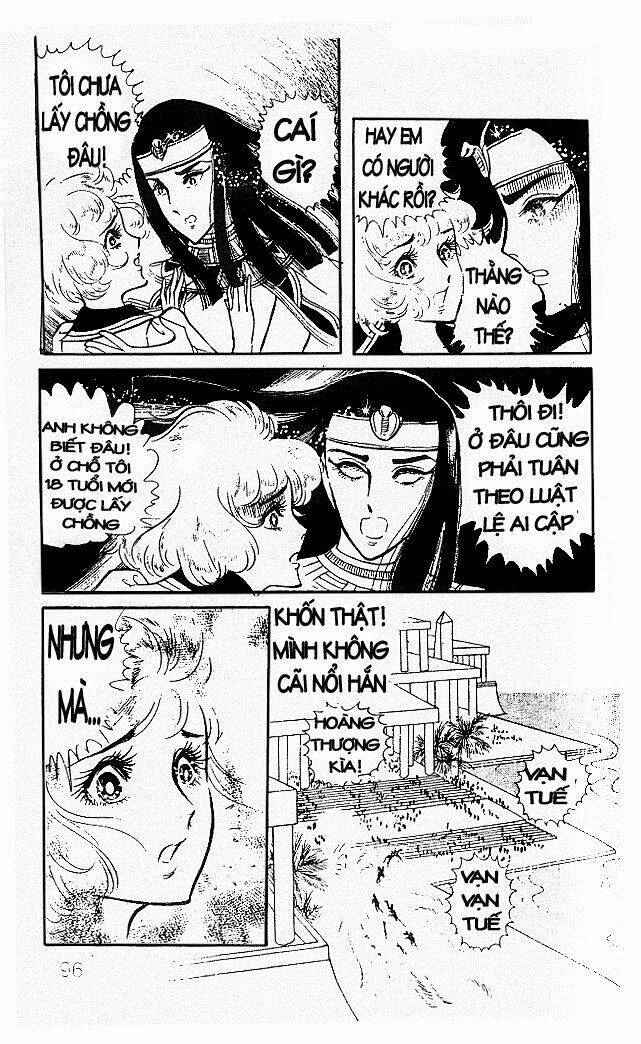 TÔI CHƯA
LẤY CHỒNG
ĐÂU!
CAÍ
GÌ?
HAY EM
CÓ NGƯỜI
KHÁC RỒI?
THẰNG
NÀO
THẾ?
ANH KHÔNG
BIẾT ĐÂU!
Ở CHỖ TÔI
18 TUỔI MỚI
ĐƯỢC LẤY
CHỒNG
THÔI ĐI!
Ở ĐÂU CŨNG
PHẢI TUÂN
THEO LUẬT
LỆ AI CẬP
NHƯNG
MÀ...
KHỐN THẬT!
MÌNH KHÔNG
CÃI NỔI HẮN
HOÀNG
THƯỢNG
KÌA!
VẠN
TUẾ
VẠN
VẠN
TUẾ
96